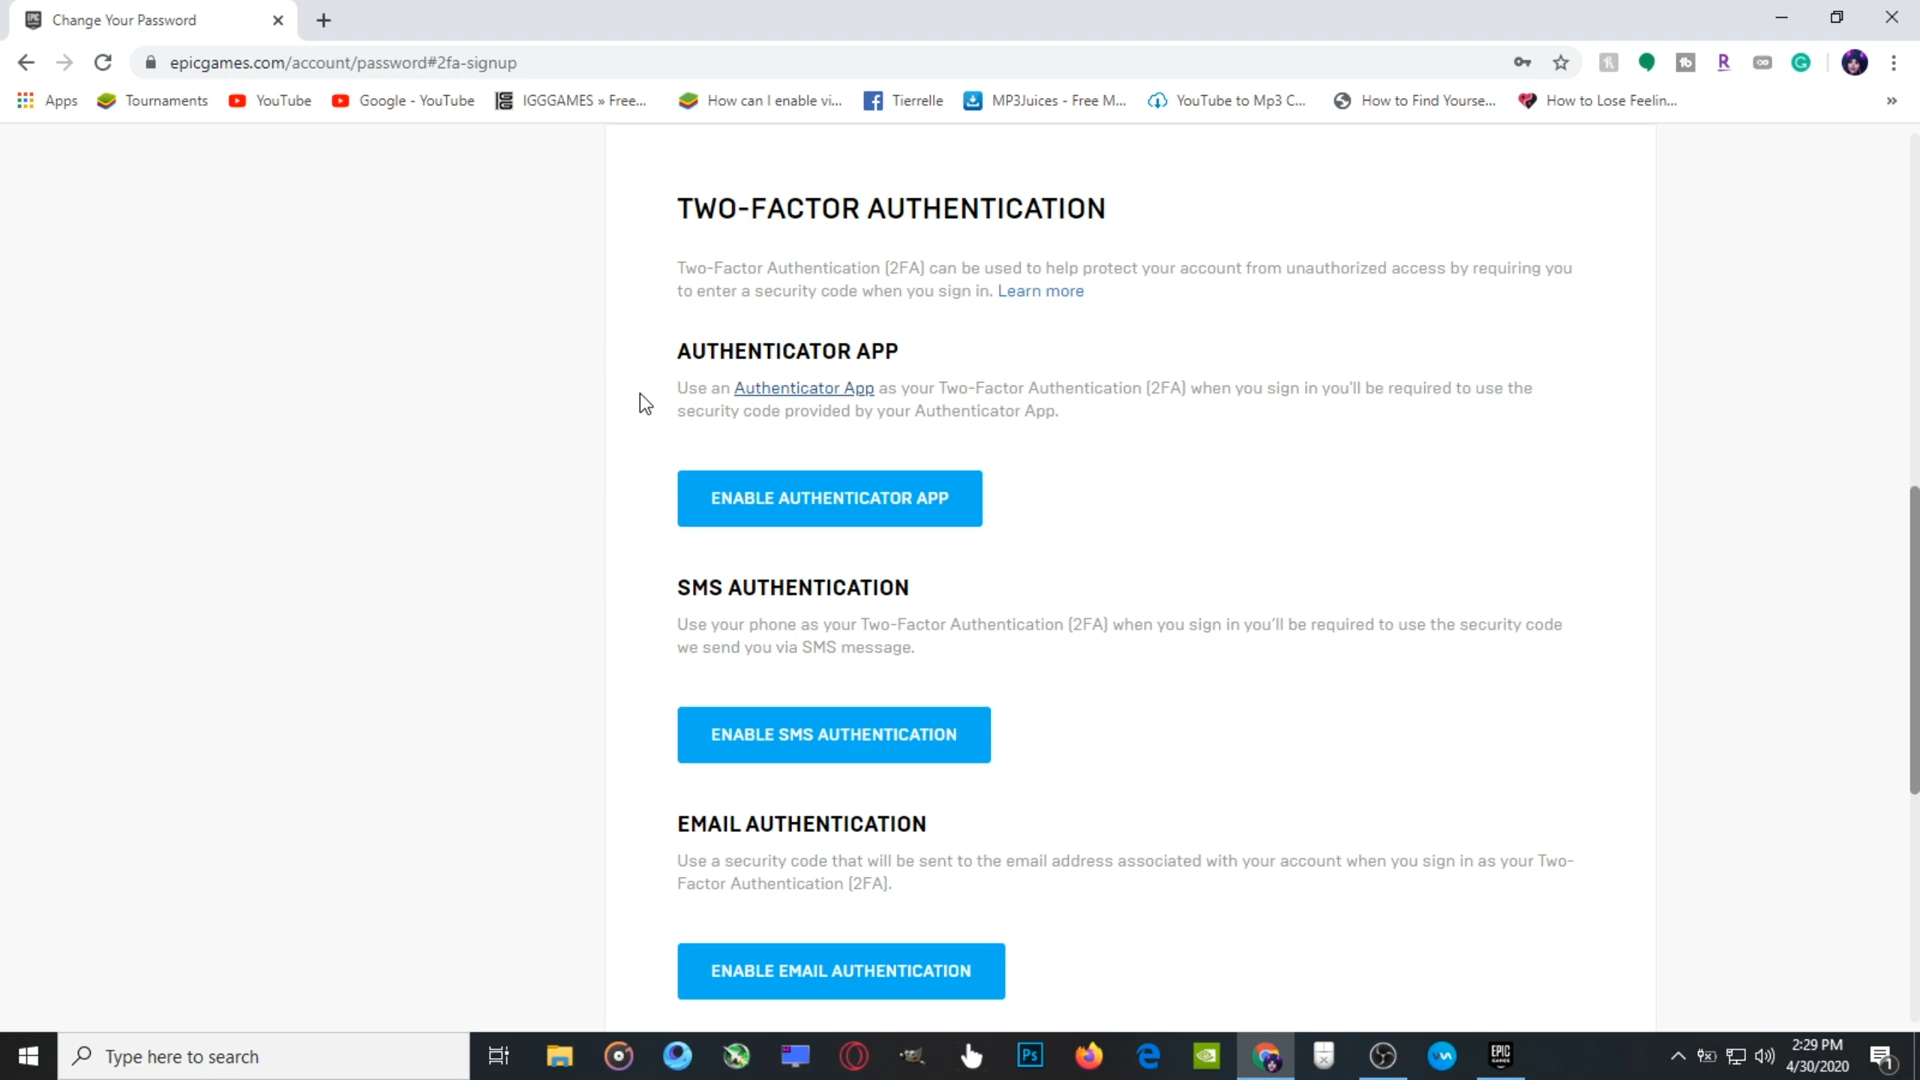 Change Your Password
epicgames.com/account/password#2fa-signup
Apps Tournaments YouTube Google - YouTube IGGGAMES » Free... How can I enable vi... Tierrelle MP3Juices - Free M... YouTube to Mp3 C... How to Find Yourse... How to Lose Feelin... »
TWO-FACTOR AUTHENTICATION
Two-Factor Authentication (2FA) can be used to help protect your account from unauthorized access by requiring you
to enter a security code when you sign in. Learn more
AUTHENTICATOR APP
Use an Authenticator App as your Two-Factor Authentication (2FA) when you sign in you'll be required to use the
security code provided by your Authenticator App.
ENABLE AUTHENTICATOR APP
SMS AUTHENTICATION
Use your phone as your Two-Factor Authentication (2FA) when you sign in you'll be required to use the security code
we send you via SMS message.
ENABLE SMS AUTHENTICATION
EMAIL AUTHENTICATION
Use a security code that will be sent to the email address associated with your account when you sign in as your Two-
Factor Authentication (2FA).
ENABLE EMAIL AUTHENTICATION
Type here to search
Ps
EPIC
GAMES
2:29 PM
4/30/2020
1